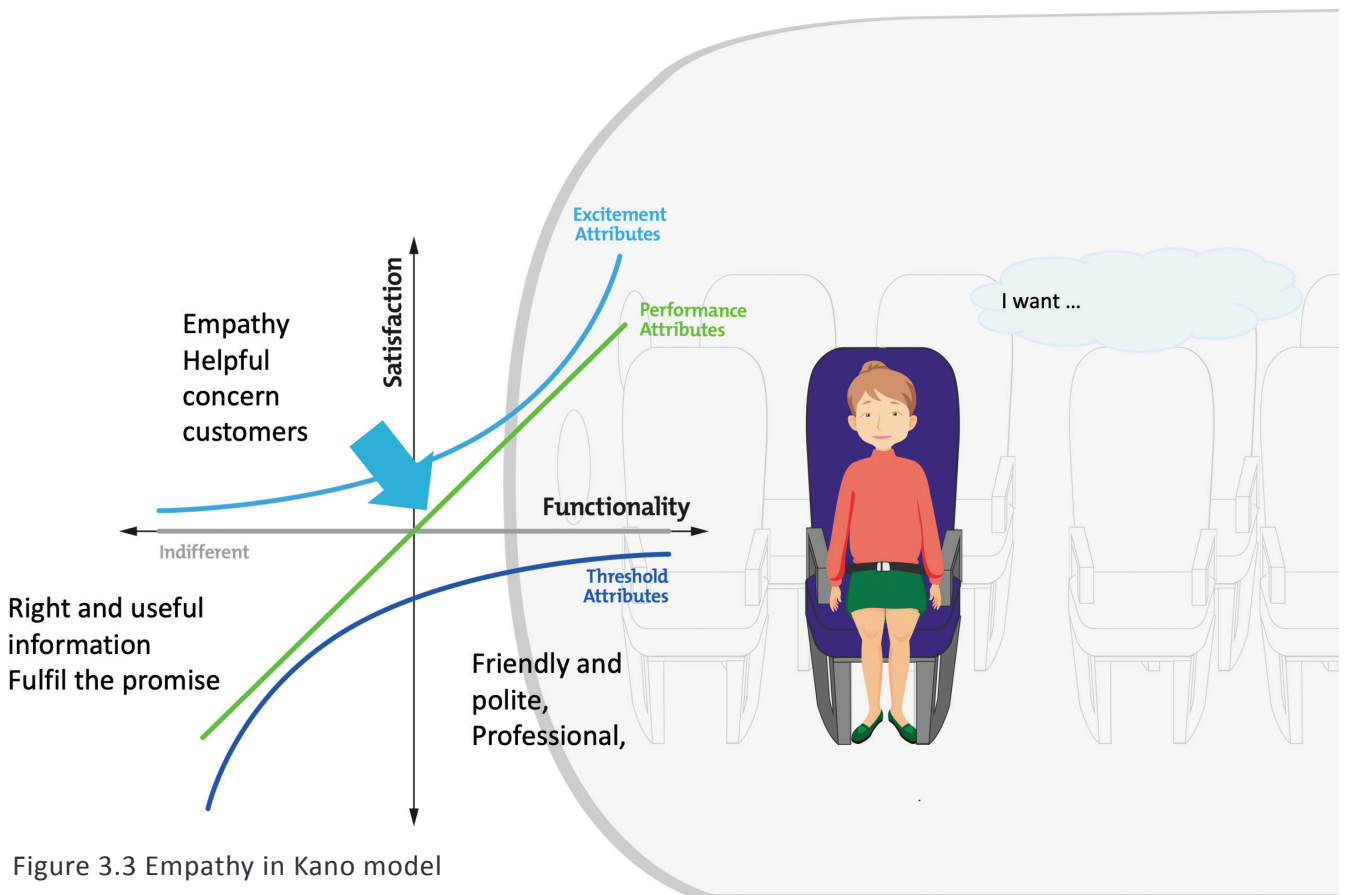 Excitement
Attributes
Performance
Attributes
Satisfaction
Empathy
Helpful
concern
customers
I want ...
Functionality
Indifferent
Threshold
Attributes
Right and useful
information
Fulfil the promise
Friendly and
polite,
Professional,
Figure 3.3 Empathy in Kano model